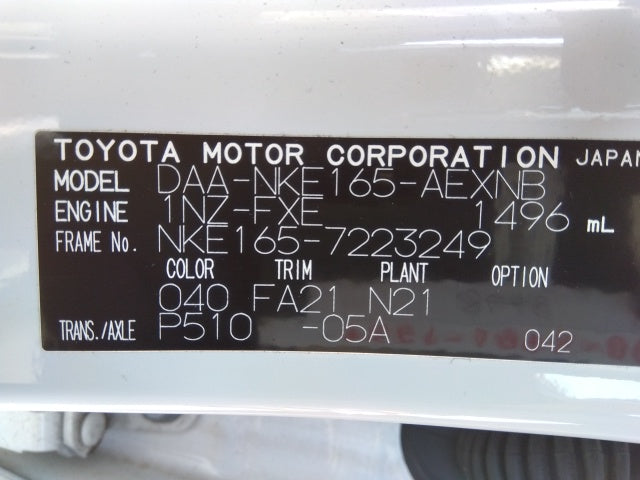 TOYOTA MOTOR CORPORATION JAPAN
MODEL DAA-NKE165-AEXNB
ENGINE 1NZ-FXE 1496 mL
FRAME No. NKE165-7223249
COLOR TRIM PLANT OPTION
040 FA21 N21
TRANS./AXLE P510 -05A 042